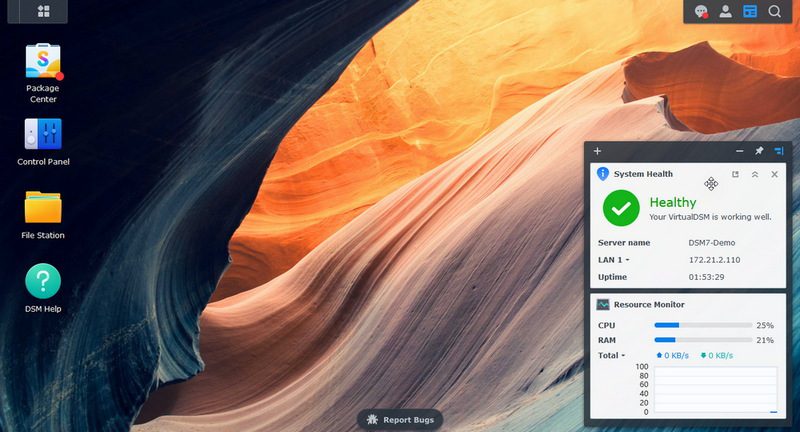 Package
Center
Control Panel
File Station
DSM Help
System Health
Healthy
Your VirtualDSM is working well.
Server name DSM7-Demo
LAN 1 172.21.2.110
Uptime 01:53:29
Resource Monitor
CPU 25%
RAM 21%
Total 0 KB/s 0 KB/s
100
80
60
40
20
0
Report Bugs